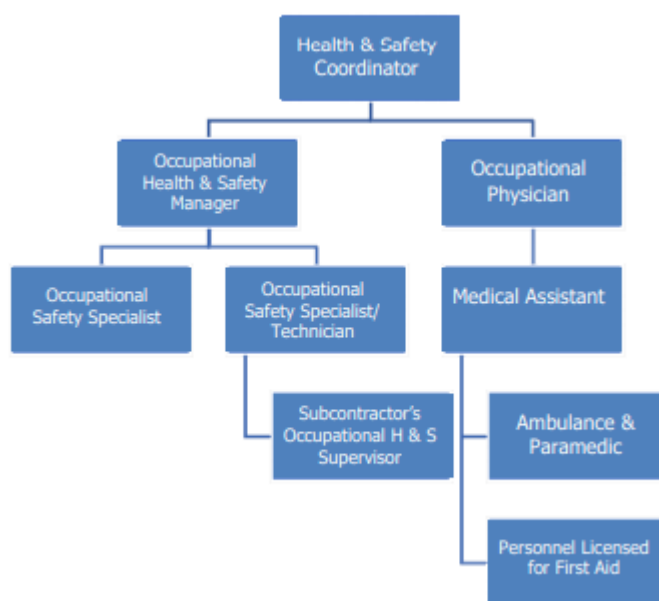 Health & Safety
Coordinator
Occupational
Health & Safety
Manager
Occupational
Physician
Occupational
Safety Specialist
Occupational
Safety Specialist/
Technician
Medical Assistant
Subcontractor's
Occupational H & S
Supervisor
Ambulance &
Paramedic
Personnel Licensed
for First Aid